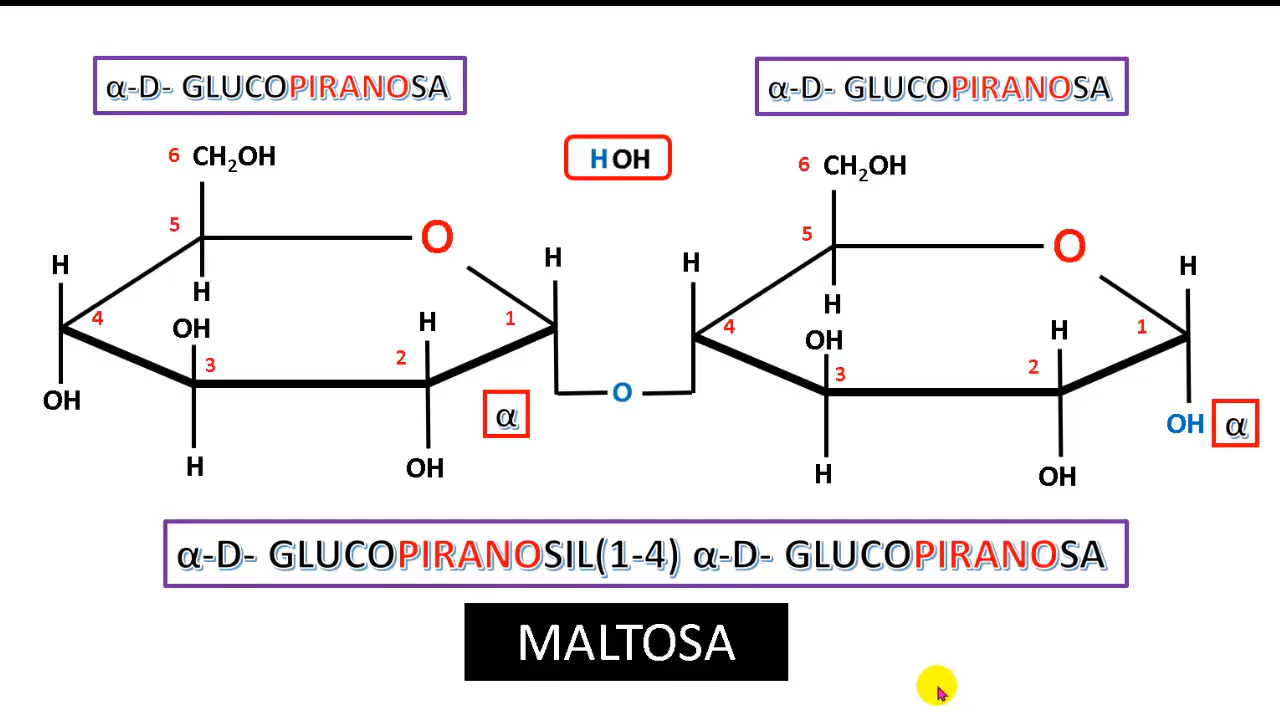 α-D- GLUCOPIRANOSA
α-D- GLUCOPIRANOSA
HOH
6 CH₂OH
6 CH₂OH
5
O
5
O
H
H
H
H
H
H
4
OH
H
1
4
OH
H
1
3
2
3
2
OH
H
OH
α
O
H
OH
OH
α
α-D- GLUCOPIRANOSIL(1-4) α-D- GLUCOPIRANOSA
MALTOSA